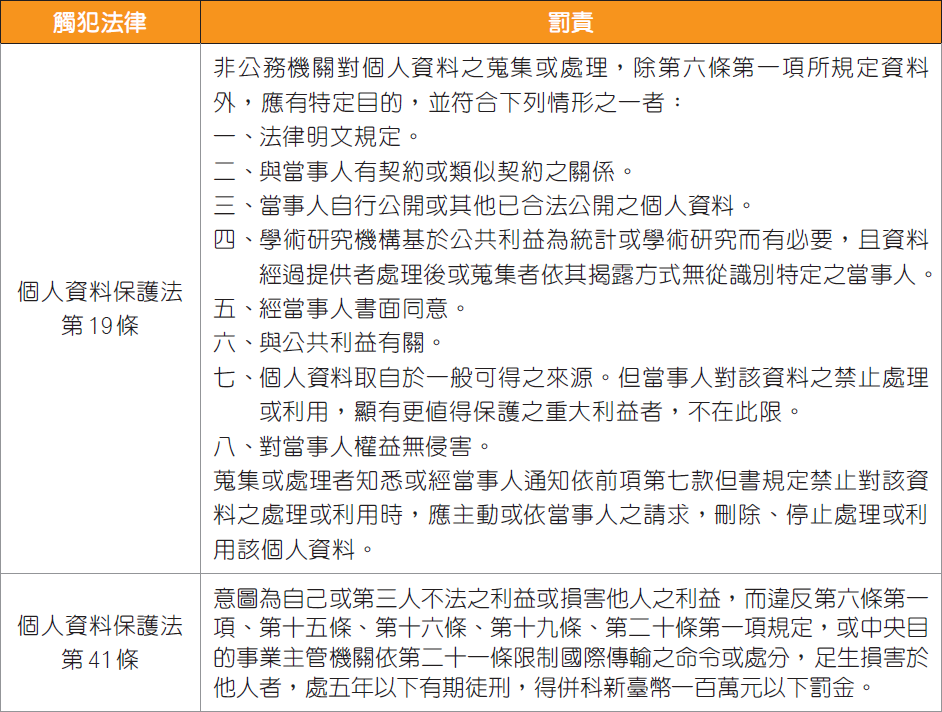 觸犯法律
罰責
個人資料保護法
第19條
非公務機關對個人資料之蒐集或處理，除第六條第一項所規定資料
外，應有特定目的，並符合下列情形之一者：
一、法律明文規定。
二、與當事人有契約或類似契約之關係。
三、當事人自行公開或其他已合法公開之個人資料。
四、學術研究機構基於公共利益為統計或學術研究而有必要，且資料
經過提供者處理後或蒐集者依其揭露方式無從識別特定之當事人。
五、經當事人書面同意。
六、與公共利益有關。
七、個人資料取自於一般可得之來源。但當事人對該資料之禁止處理
或利用，顯有更值得保護之重大利益者，不在此限。
八、對當事人權益無侵害。
蒐集或處理者知悉或經當事人通知依前項第七款但書規定禁止對該資
料之處理或利用時，應主動或依當事人之請求，刪除、停止處理或利
用該個人資料。
個人資料保護法
第41條
意圖為自己或第三人不法之利益或損害他人之利益，而違反第六條第一
項、第十五條、第十六條、第十九條、第二十條第一項規定，或中央目
的事業主管機關依第二十一條限制國際傳輸之命令或處分，足生損害於
他人者，處五年以下有期徒刑，得併科新臺幣一百萬元以下罰金。